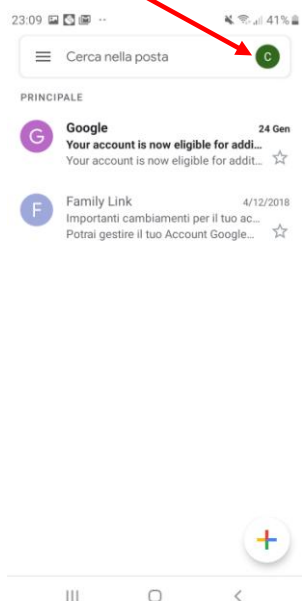 23:09 41%
Cerca nella posta C
PRINCIPALE
G Google 24 Gen
Your account is now eligible for addi...
Your account is now eligible for addit...
F Family Link 4/12/2018
Importanti cambiamenti per il tuo ac...
Potrai gestire il tuo Account Google...